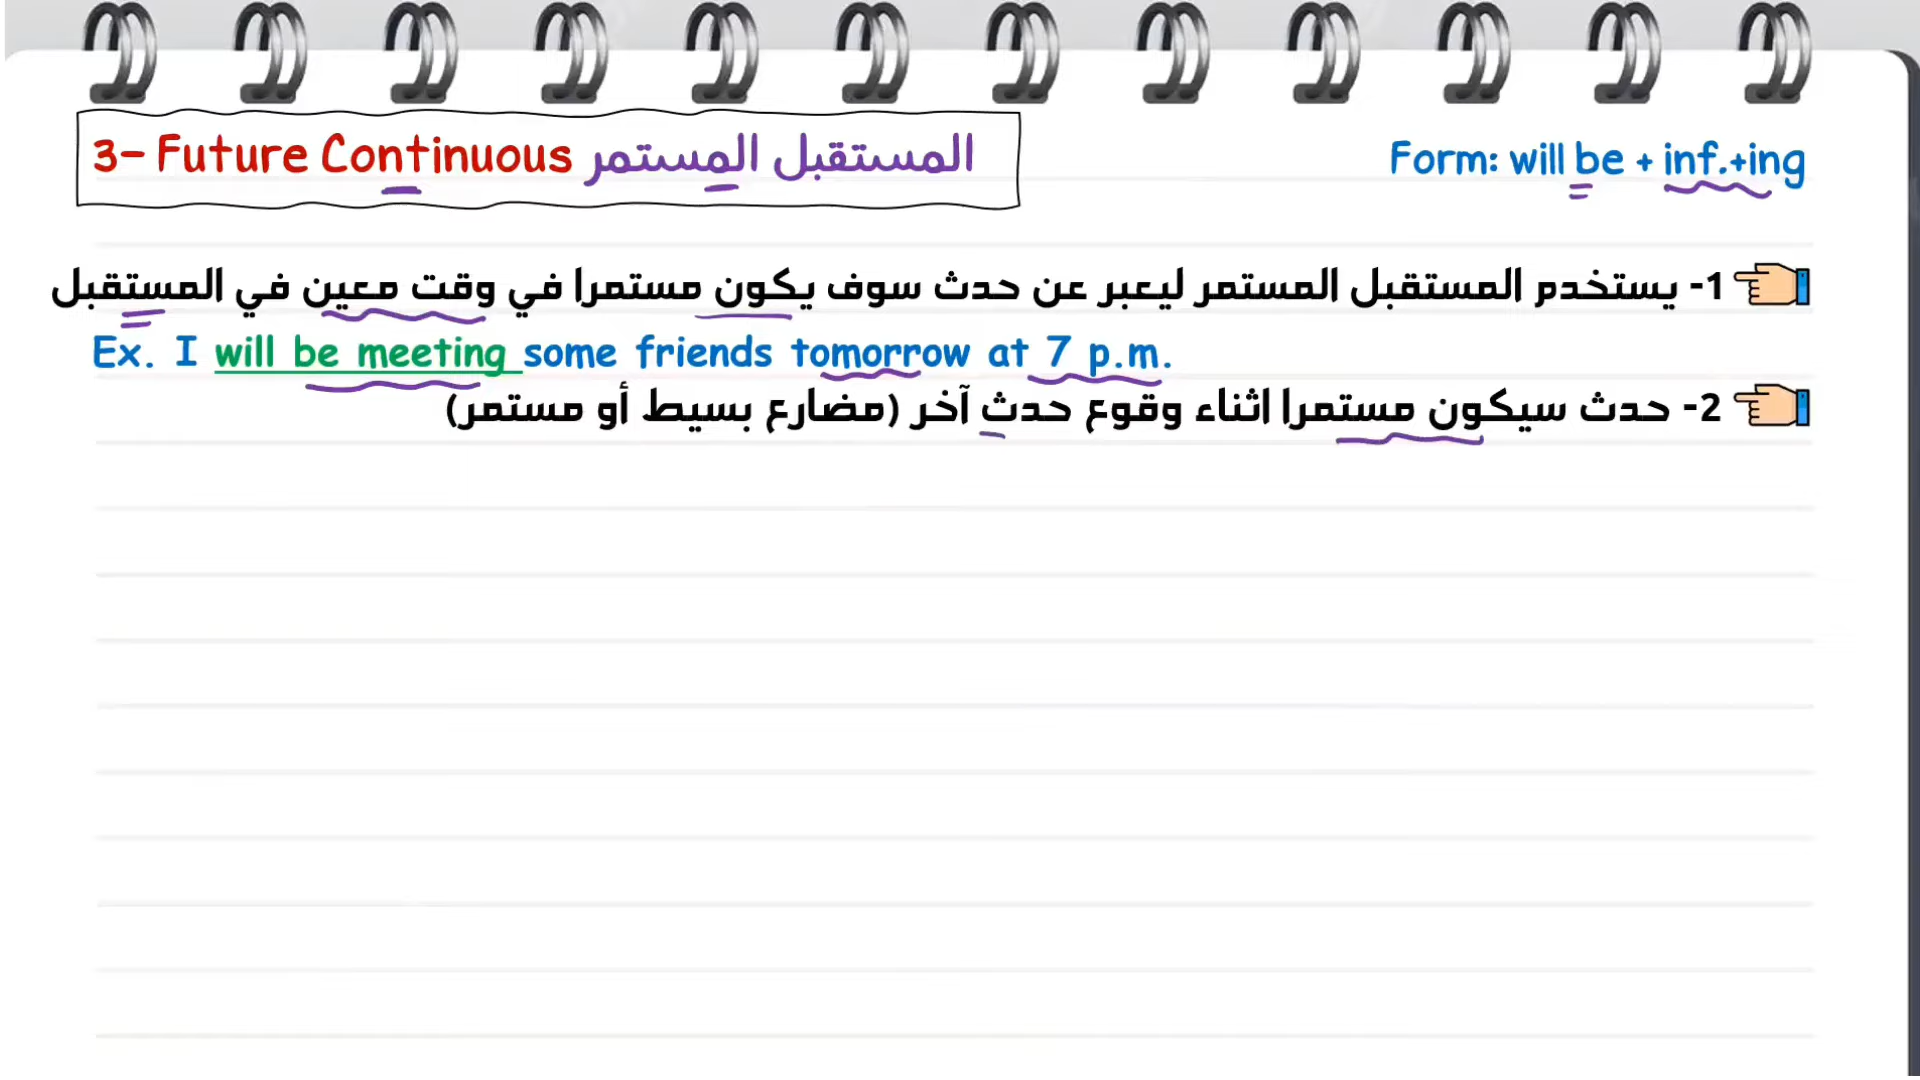 3- Future Continuous المستقبل المستمر
Form: will be + inf.+ing
1- يستخدم المستقبل المستمر ليعبر عن حدث سوف يكون مستمرا في وقت معين في المستقبل
Ex. I will be meeting some friends tomorrow at 7 p.m.
2- حدث سيكون مستمرا اثناء وقوع حدث آخر (مضارع بسيط أو مستمر)